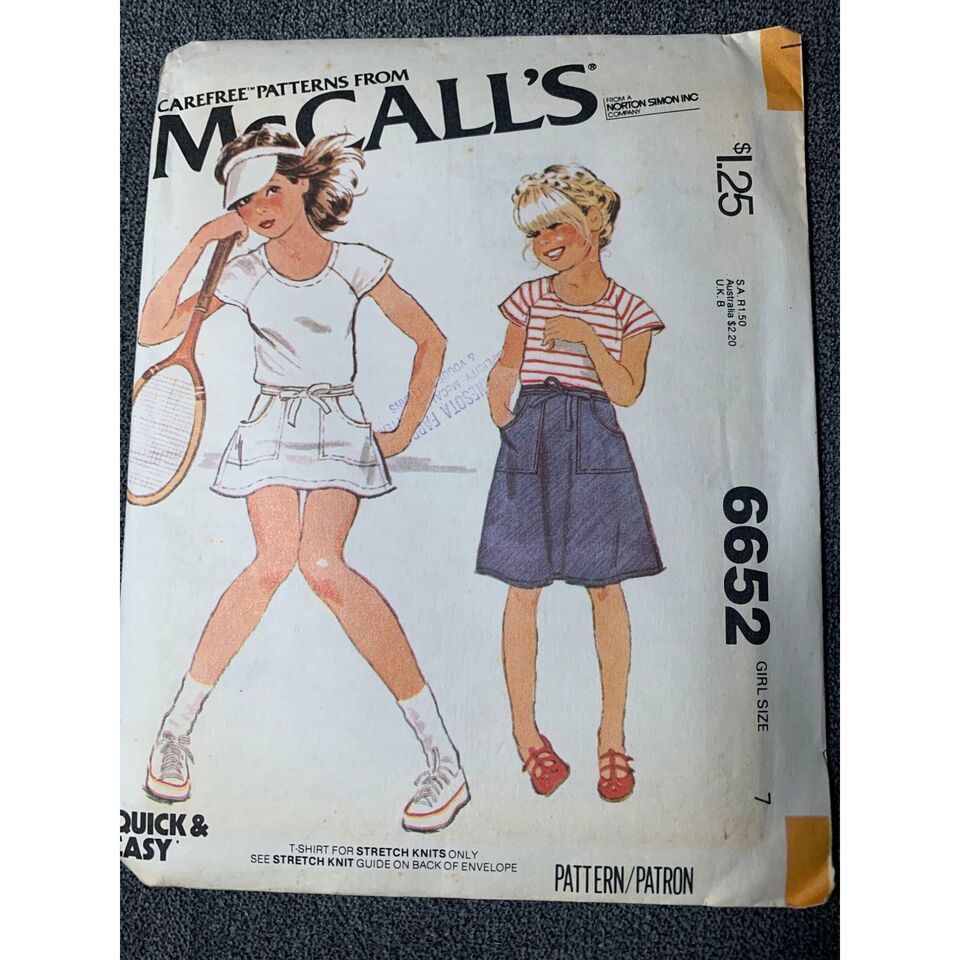 CAREFREE™ PATTERNS FROM
McCALL'S®
FROM A
NORTON SIMON INC
COMPANY
$1.25
S.A. R1.50
Australia $2.20
U.K. B
6652
GIRL SIZE
7
QUICK &
EASY
T-SHIRT FOR STRETCH KNITS ONLY
SEE STRETCH KNIT GUIDE ON BACK OF ENVELOPE
PATTERN/PATRON